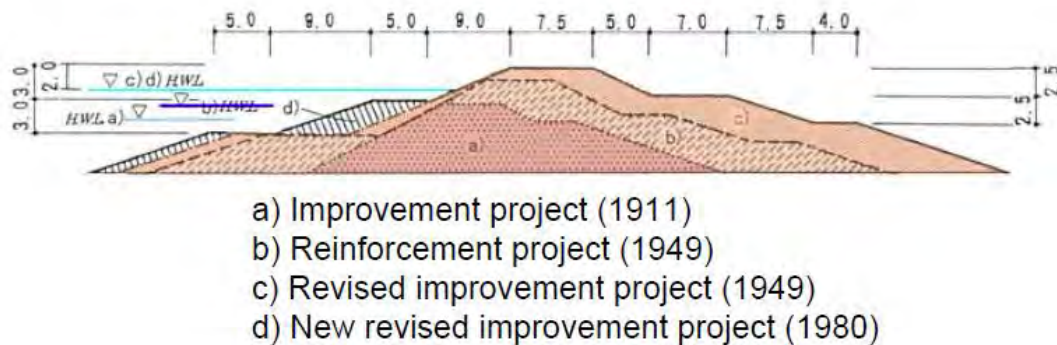 5.0 9.0 5.0 9.0 7.5 5.0 7.0 7.5 4.0
3.0
2.0
c) d) HWL
2.5
3.0
b) HWL
d)
HWL a)
c)
2.5
b)
a)
a) Improvement project (1911)
b) Reinforcement project (1949)
c) Revised improvement project (1949)
d) New revised improvement project (1980)